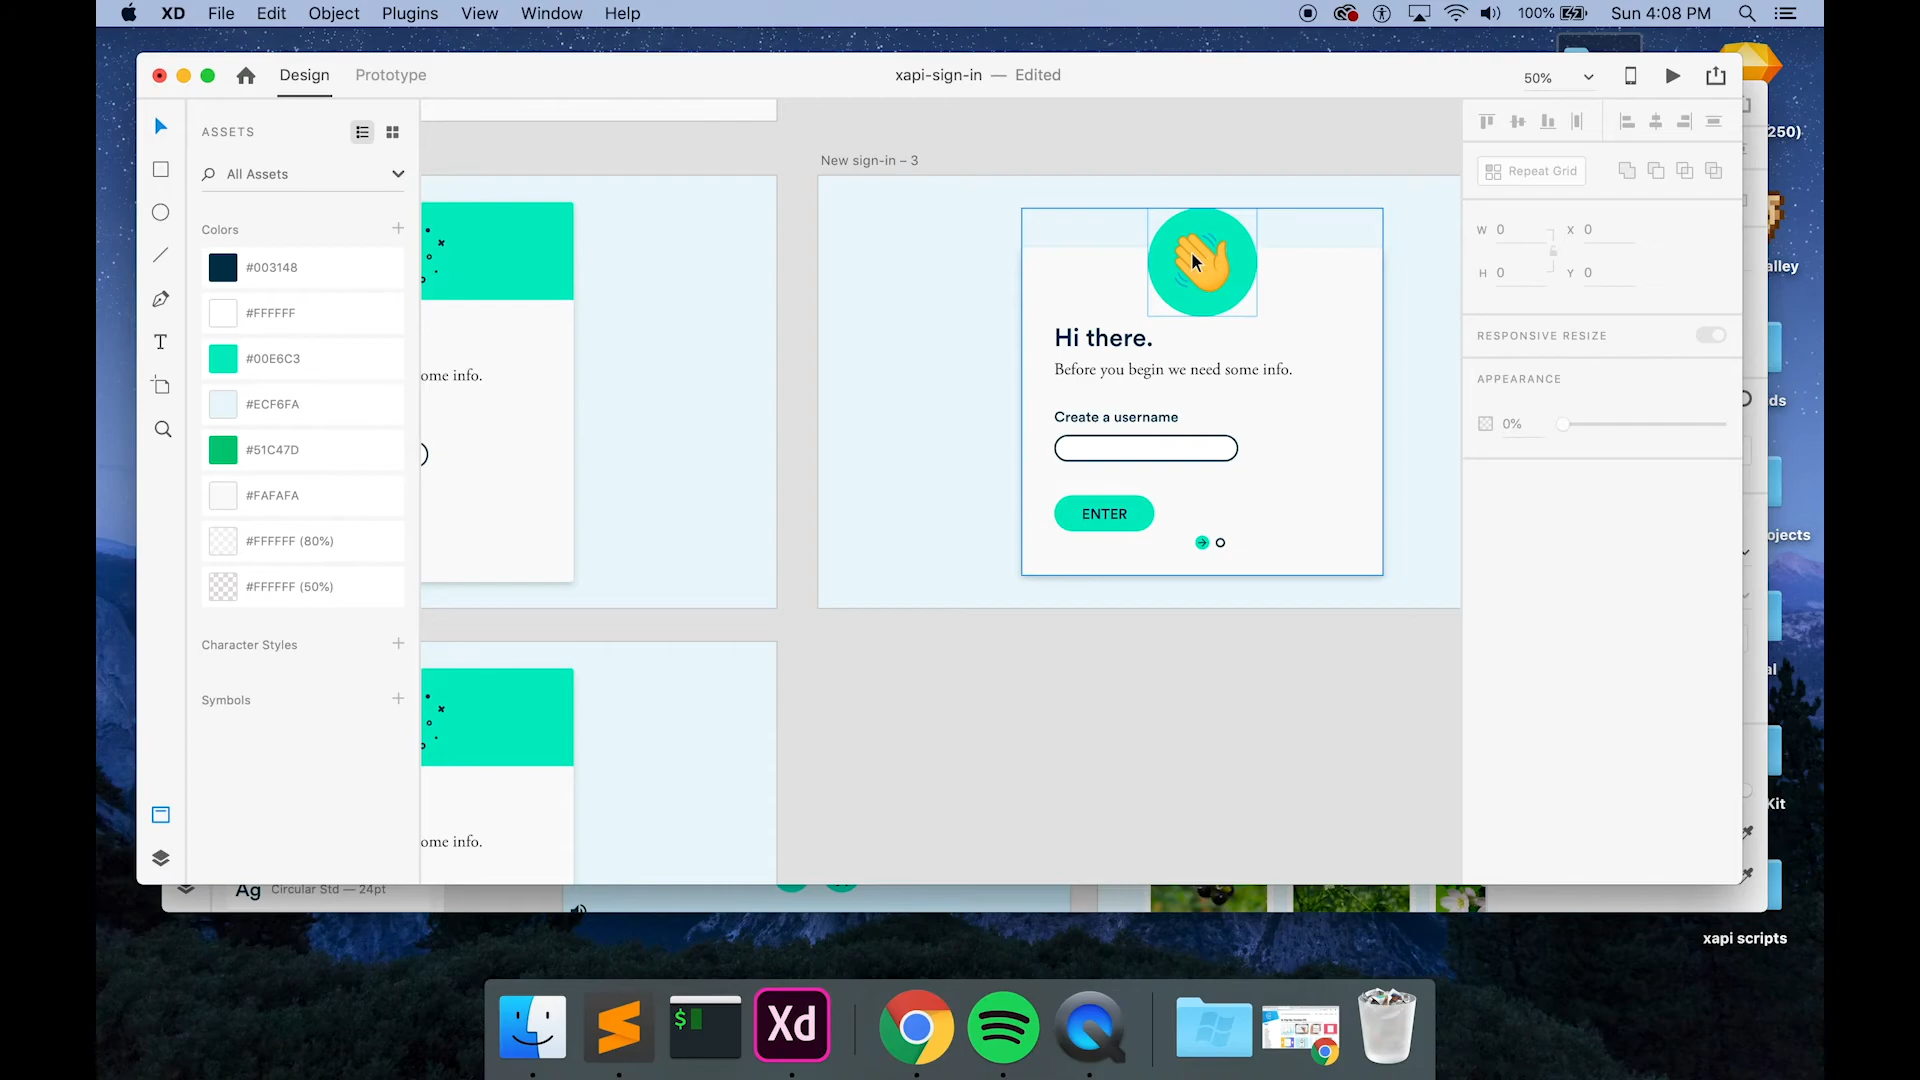 XD File Edit Object Plugins View Window Help
100% Sun 4:08 PM
Design Prototype
xapi-sign-in — Edited
50%
ASSETS
All Assets
Colors
#003148
#FFFFFF
#00E6C3
#ECF6FA
#51C47D
#FAFAFA
#FFFFFF (80%)
#FFFFFF (50%)
Character Styles
Symbols
T
ome info.
ome info.
New sign-in – 3
Hi there.
Before you begin we need some info.
Create a username
ENTER
Repeat Grid
W 0 X 0
H 0 Y 0
RESPONSIVE RESIZE
APPEARANCE
0%
250)
alley
ds
ojects
al
Kit
Ag Circular Std — 24pt
xapi scripts
$
Xd